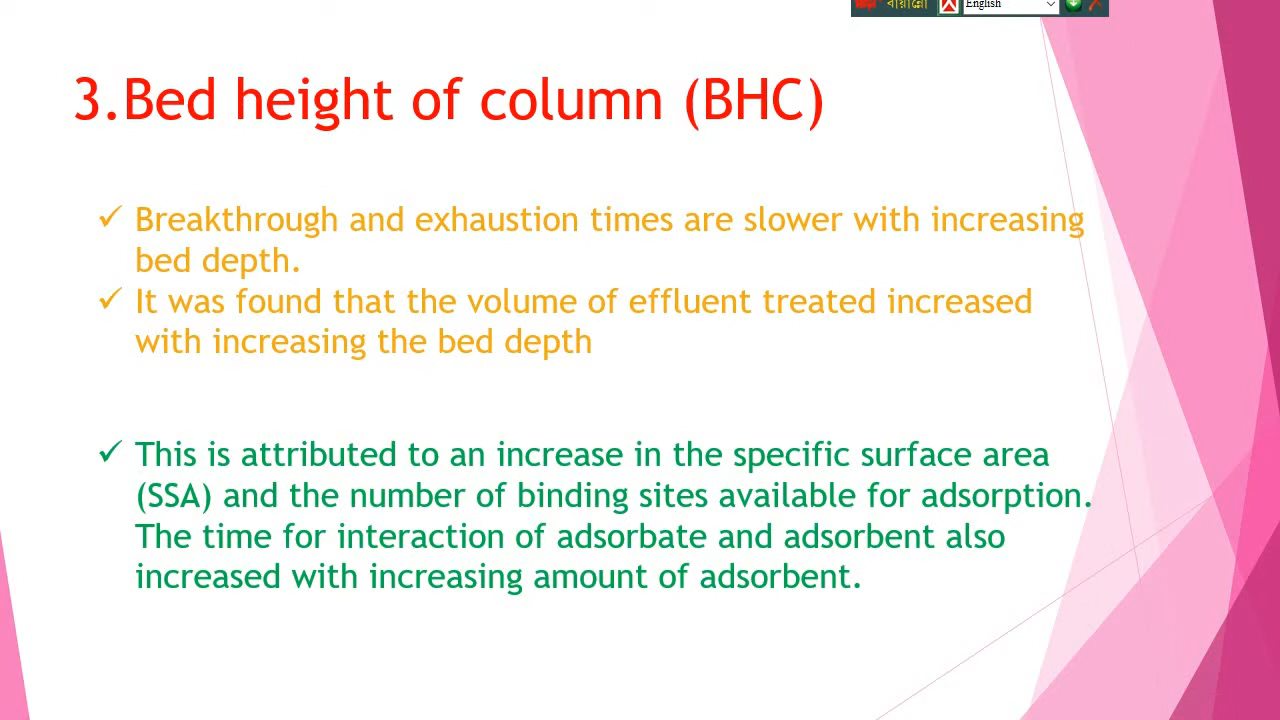 বায়ান্নো English
3.Bed height of column (BHC)
✓ Breakthrough and exhaustion times are slower with increasing
bed depth.
✓ It was found that the volume of effluent treated increased
with increasing the bed depth
✓ This is attributed to an increase in the specific surface area
(SSA) and the number of binding sites available for adsorption.
The time for interaction of adsorbate and adsorbent also
increased with increasing amount of adsorbent.